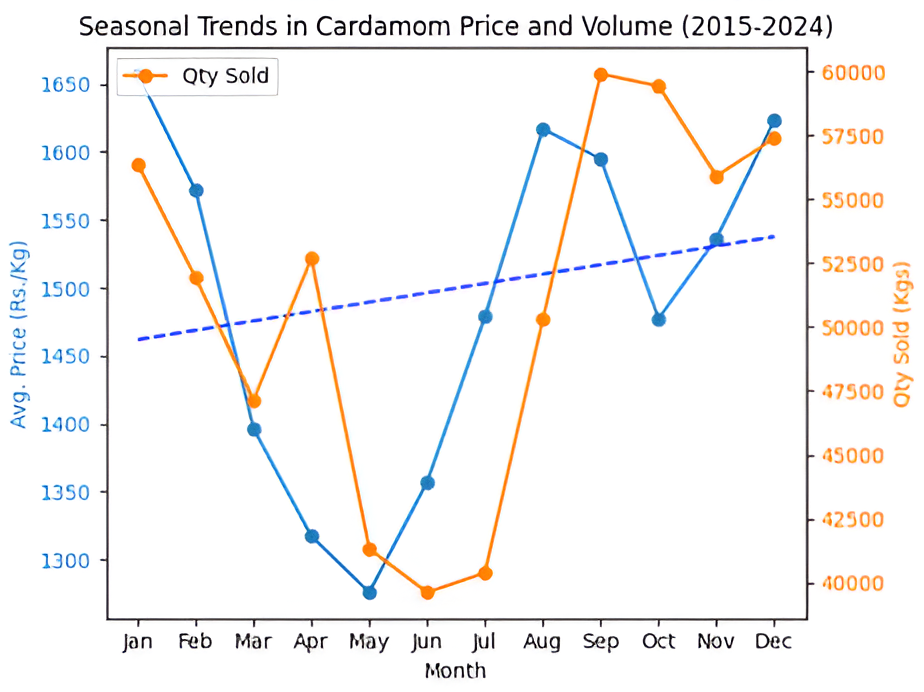 Seasonal Trends in Cardamom Price and Volume (2015-2024)
Qty Sold
Avg. Price (Rs./Kg)
1650
1600
1550
1500
1450
1400
1350
1300
60000
57500
55000
52500
50000
47500
45000
42500
40000
Qty Sold (Kgs)
Jan Feb Mar Apr May Jun Jul Aug Sep Oct Nov Dec
Month